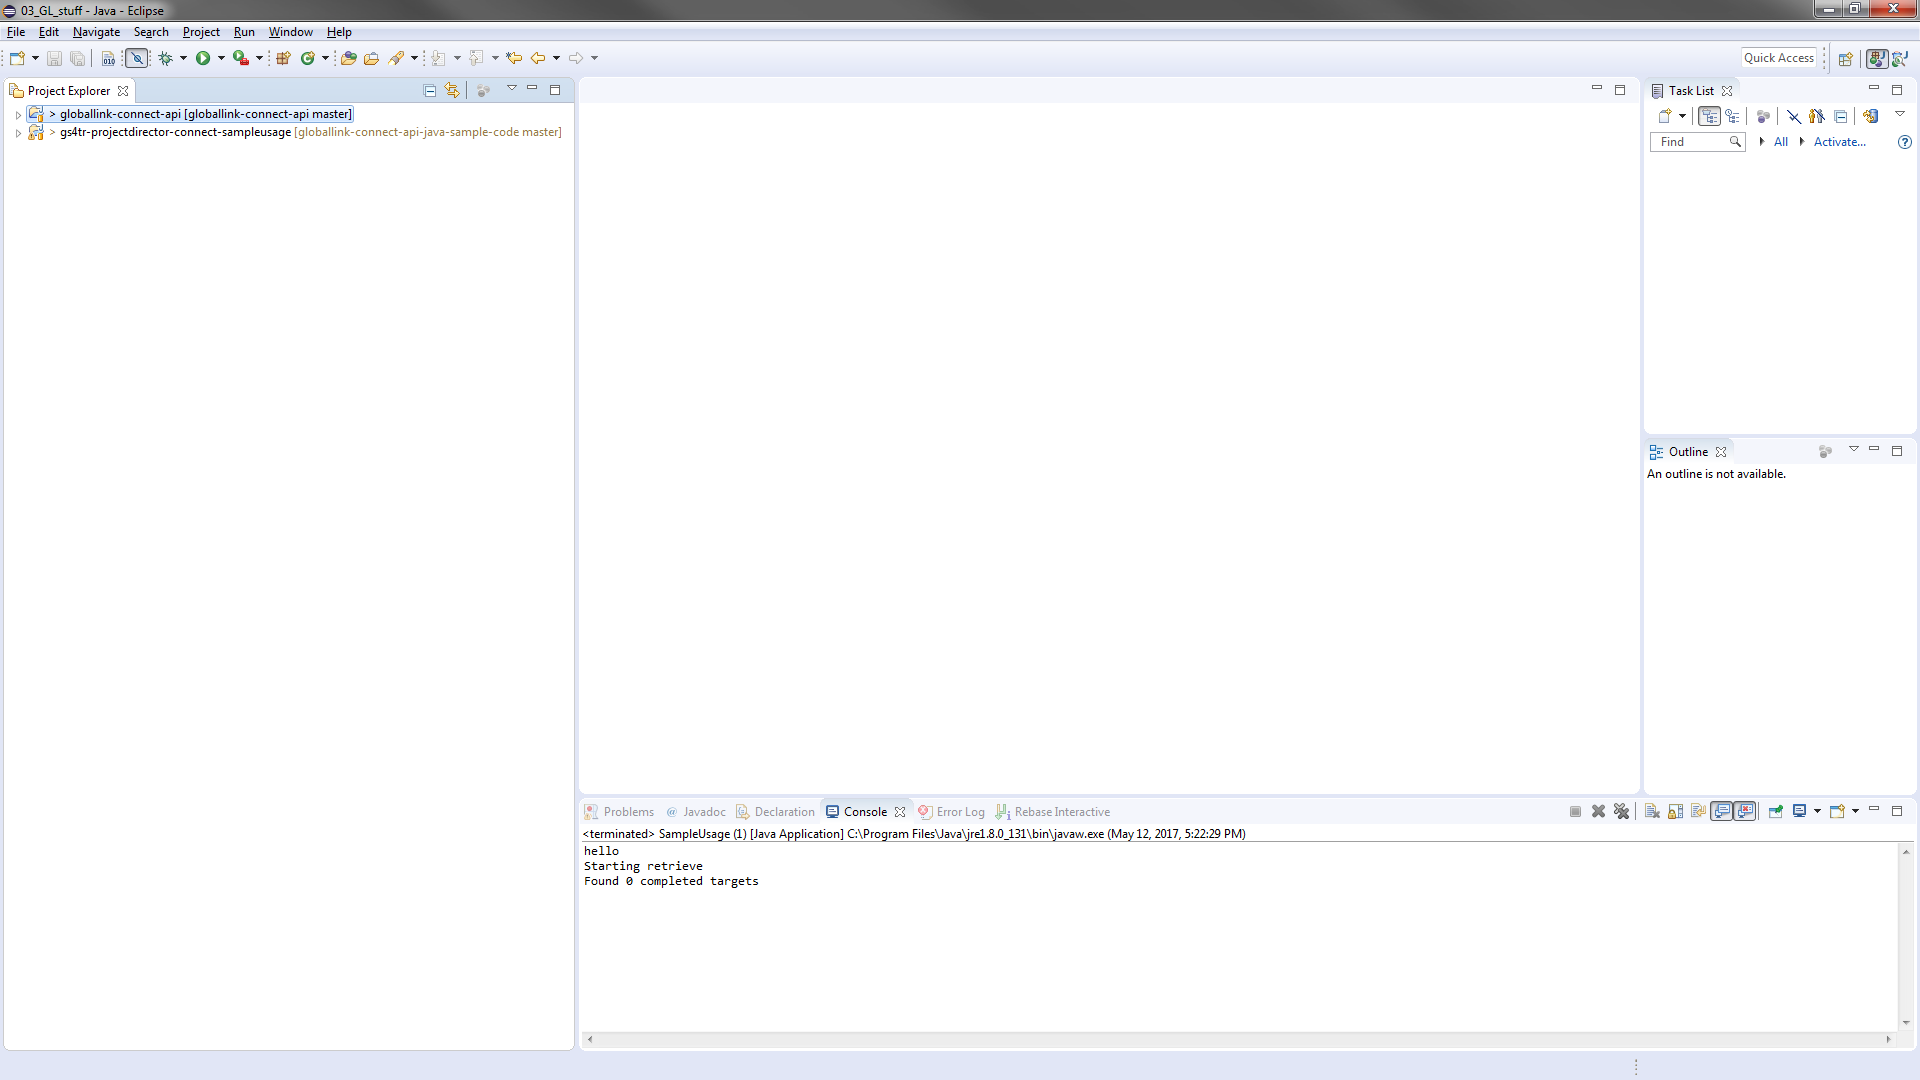 03_GL_stuff - Java - Eclipse
File Edit Navigate Search Project Run Window Help
Quick Access
Project Explorer
> globallink-connect-api [globallink-connect-api master]
> gs4tr-projectdirector-connect-sampleusage [globallink-connect-api-java-sample-code master]
Task List
Find All Activate...
Outline
An outline is not available.
Problems Javadoc Declaration Console Error Log Rebase Interactive
<terminated> SampleUsage (1) [Java Application] C:\Program Files\Java\jre1.8.0_131\bin\javaw.exe (May 12, 2017, 5:22:29 PM)
hello
Starting retrieve
Found 0 completed targets